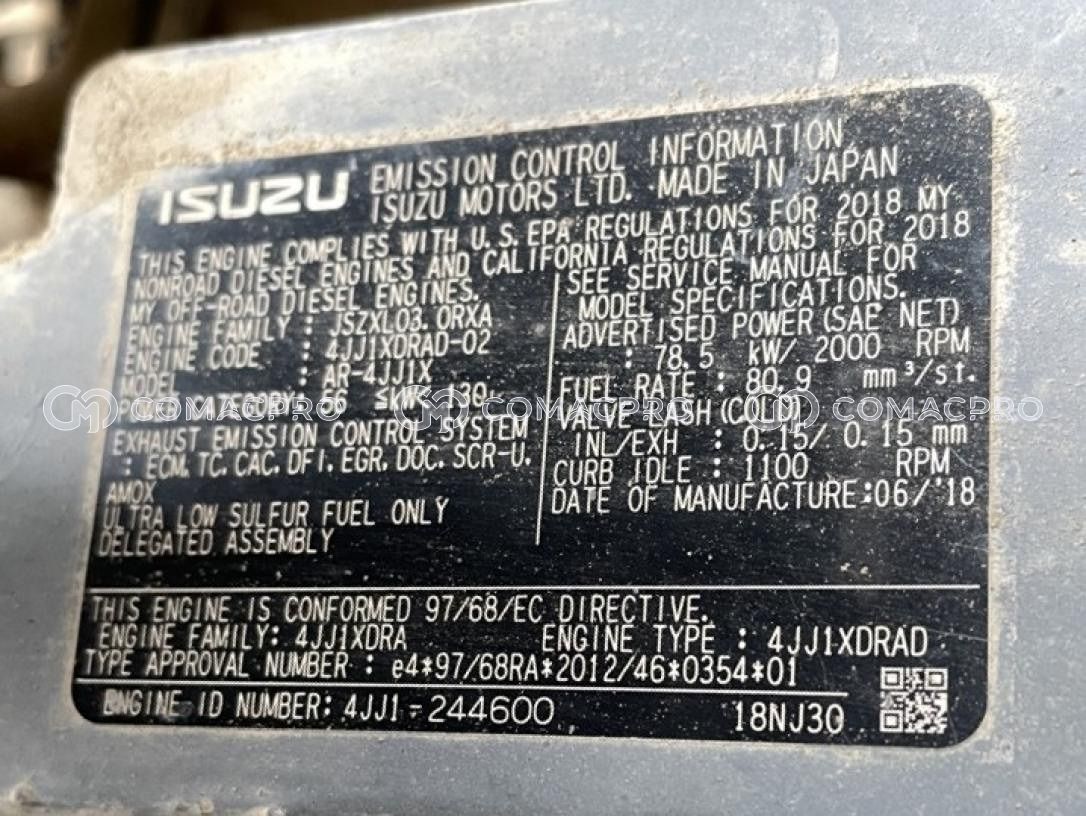 ISUZU
EMISSION CONTROL INFORMATION
ISUZU MOTORS LTD. MADE IN JAPAN
THIS ENGINE COMPLIES WITH U.S.EPA REGULATIONS FOR 2018 MY
NONROAD DIESEL ENGINES AND CALIFORNIA REGULATIONS FOR 2018
MY OFF-ROAD DIESEL ENGINES.
ENGINE FAMILY : JSZXL03.0RXA
ENGINE CODE : 4JJ1XDRAD-02
MODEL : AR-4JJ1X
POWER CATEGORY: 56 ≤kW< 130
EXHAUST EMISSION CONTROL SYSTEM
: ECM. TC. CAC. DFI. EGR. DOC. SCR-U.
AMOX
ULTRA LOW SULFUR FUEL ONLY
DELEGATED ASSEMBLY
SEE SERVICE MANUAL FOR
MODEL SPECIFICATIONS.
ADVERTISED POWER(SAE NET)
: 78.5 kW/ 2000 RPM
FUEL RATE : 80.9 mm³/st.
VALVE LASH(COLD)
INL/EXH : 0.15/ 0.15 mm
CURB IDLE : 1100 RPM
DATE OF MANUFACTURE:06/'18
THIS ENGINE IS CONFORMED 97/68/EC DIRECTIVE.
ENGINE FAMILY: 4JJ1XDRA ENGINE TYPE : 4JJ1XDRAD
TYPE APPROVAL NUMBER : e4*97/68RA*2012/46*0354*01
ENGINE ID NUMBER: 4JJ1-244600 18NJ30
COMACPRO COMACPRO COMACPRO COMACPRO